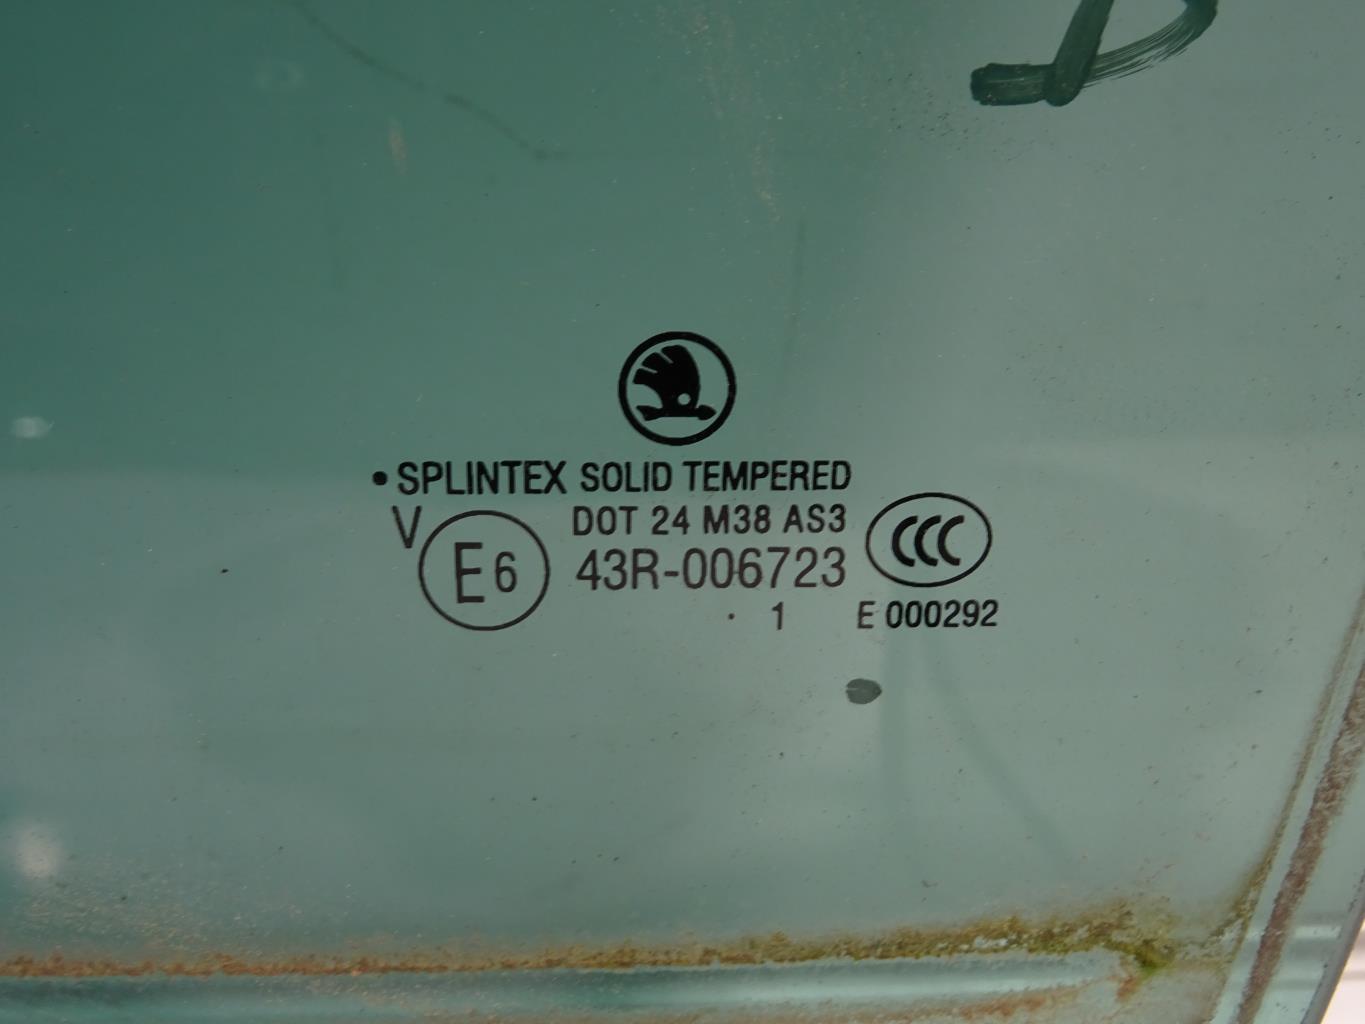 • SPLINTEX SOLID TEMPERED
V
E6
DOT 24 M38 AS3
43R-006723
. 1
CCC
E 000292